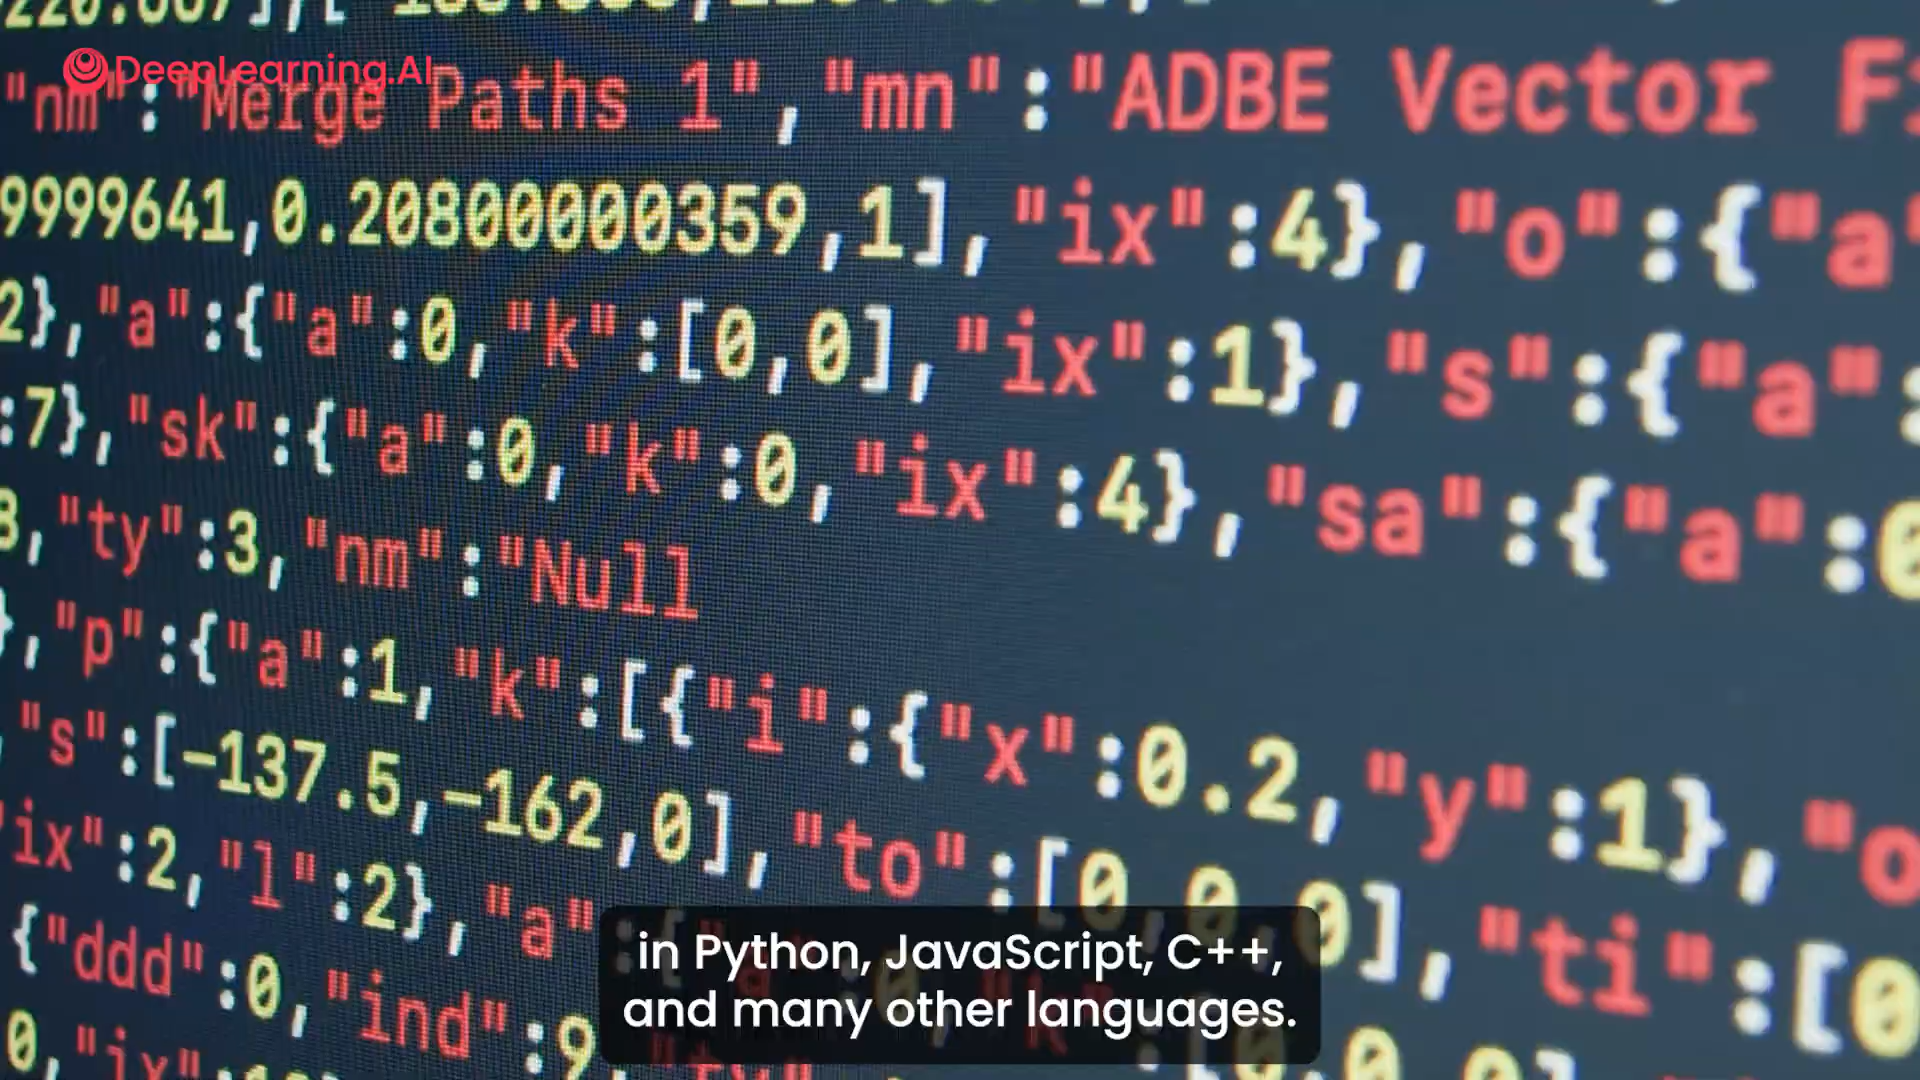 DeepLearning.AI
"nm":"Merge Paths 1","mn":"ADBE Vector
9999641,0.20800000359,1],"ix":4},"o":{"a"
2},"a":{"a":0,"k":[0,0],"ix":1},"s":{"a":
:7},"sk":{"a":0,"k":0,"ix":4},"sa":{"a":0
,"ty":3,"nm":"Null
},"p":{"a":1,"k":[{"i":{"x":0.2,"y":1},"o
"s":[-137.5,-162,0],"to":[0,0,0],"ti":[0
"ix":2,"l":2},"a":
{"ddd":0,"ind":9
in Python, JavaScript, C++,
and many other languages.